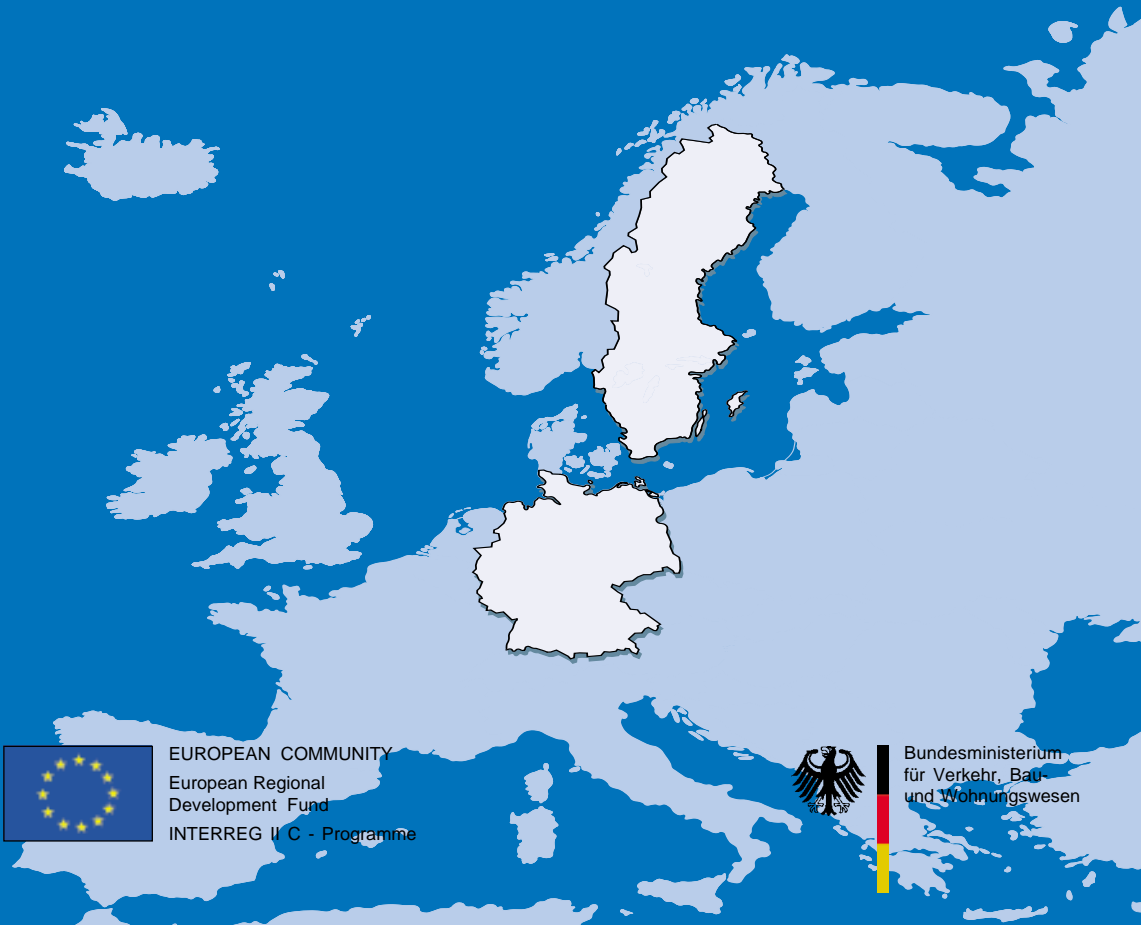 EUROPEAN COMMUNITY
European Regional
Development Fund
INTERREG II C - Programme
Bundesministerium
für Verkehr, Bau-
und Wohnungswesen